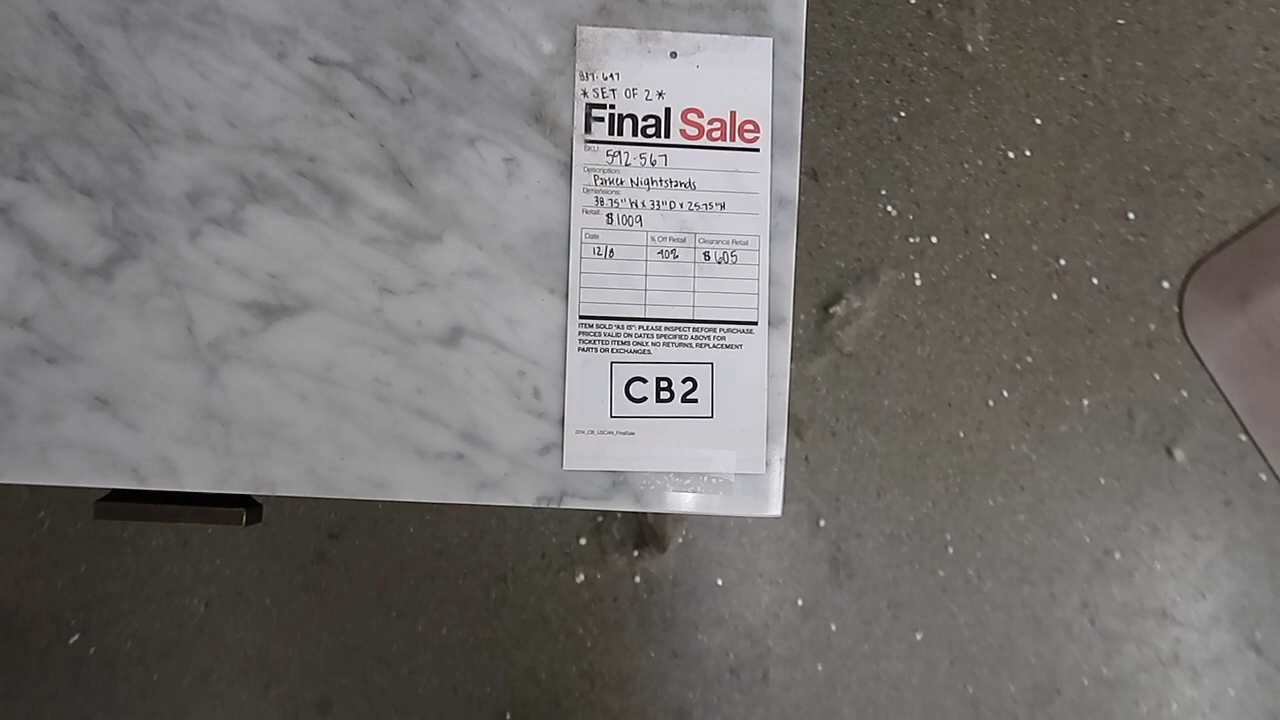 837-647
*SET OF 2*
Final Sale
SKU: 592-567
Description: Parker Nightstands
Dimensions: 38.75" W x 33" D x 25.75" H
Retail: $1009
Date % Off Retail Clearance Retail
12/8 40% $605
ITEM SOLD "AS IS": PLEASE INSPECT BEFORE PURCHASE.
PRICES VALID ON DATES SPECIFIED ABOVE FOR
TICKETED ITEMS ONLY. NO RETURNS, REPLACEMENT
PARTS OR EXCHANGES.
CB2
2014_CB_USCAN_FinalSale